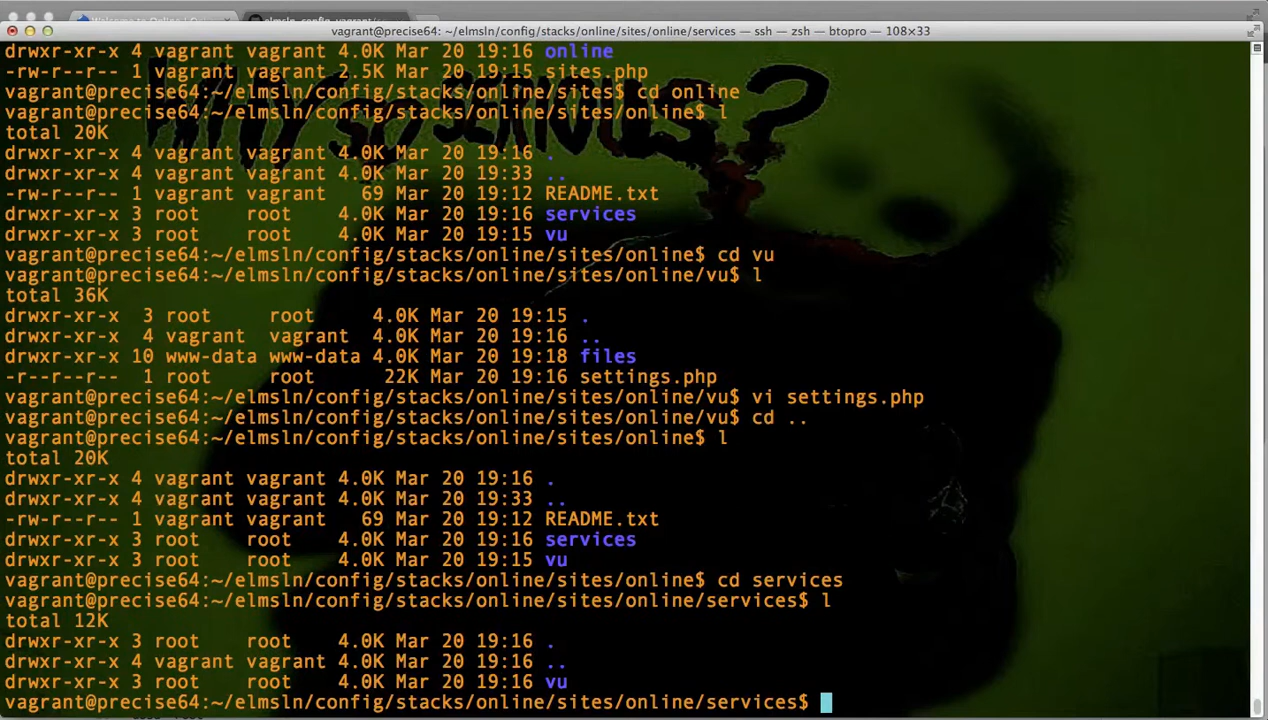 Welcome to Online | Onli
elmsln_config_vagrant/sc
vagrant@precise64: ~/elmsln/config/stacks/online/sites/online/services — ssh — zsh — btopro — 108×33
drwxr-xr-x 4 vagrant vagrant 4.0K Mar 20 19:16 online
-rw-r--r-- 1 vagrant vagrant 2.5K Mar 20 19:15 sites.php
vagrant@precise64:~/elmsln/config/stacks/online/sites$ cd online
vagrant@precise64:~/elmsln/config/stacks/online/sites/online$ l
total 20K
drwxr-xr-x 4 vagrant vagrant 4.0K Mar 20 19:16 .
drwxr-xr-x 4 vagrant vagrant 4.0K Mar 20 19:33 ..
-rw-r--r-- 1 vagrant vagrant   69 Mar 20 19:12 README.txt
drwxr-xr-x 3 root    root    4.0K Mar 20 19:16 services
drwxr-xr-x 3 root    root    4.0K Mar 20 19:15 vu
vagrant@precise64:~/elmsln/config/stacks/online/sites/online$ cd vu
vagrant@precise64:~/elmsln/config/stacks/online/sites/online/vu$ l
total 36K
drwxr-xr-x  3 root     root     4.0K Mar 20 19:15 .
drwxr-xr-x  4 vagrant  vagrant  4.0K Mar 20 19:16 ..
drwxr-xr-x 10 www-data www-data 4.0K Mar 20 19:18 files
-r--r--r--  1 root     root      22K Mar 20 19:16 settings.php
vagrant@precise64:~/elmsln/config/stacks/online/sites/online/vu$ vi settings.php
vagrant@precise64:~/elmsln/config/stacks/online/sites/online/vu$ cd ..
vagrant@precise64:~/elmsln/config/stacks/online/sites/online$ l
total 20K
drwxr-xr-x 4 vagrant vagrant 4.0K Mar 20 19:16 .
drwxr-xr-x 4 vagrant vagrant 4.0K Mar 20 19:33 ..
-rw-r--r-- 1 vagrant vagrant   69 Mar 20 19:12 README.txt
drwxr-xr-x 3 root    root    4.0K Mar 20 19:16 services
drwxr-xr-x 3 root    root    4.0K Mar 20 19:15 vu
vagrant@precise64:~/elmsln/config/stacks/online/sites/online$ cd services
vagrant@precise64:~/elmsln/config/stacks/online/sites/online/services$ l
total 12K
drwxr-xr-x 3 root    root    4.0K Mar 20 19:16 .
drwxr-xr-x 4 vagrant vagrant 4.0K Mar 20 19:16 ..
drwxr-xr-x 3 root    root    4.0K Mar 20 19:16 vu
vagrant@precise64:~/elmsln/config/stacks/online/sites/online/services$
WHY SO SERIOUS?